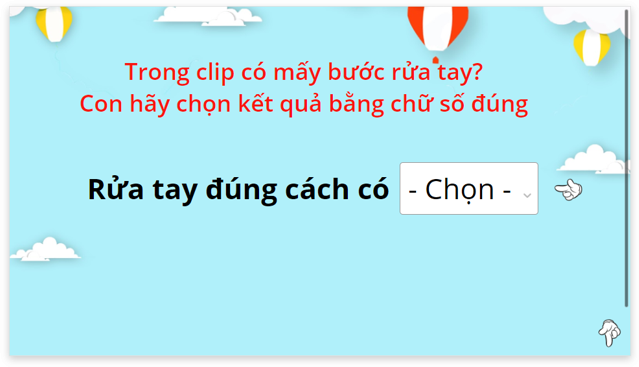 Trong clip có mấy bước rửa tay?
Con hãy chọn kết quả bằng chữ số đúng
Rửa tay đúng cách có - Chọn -